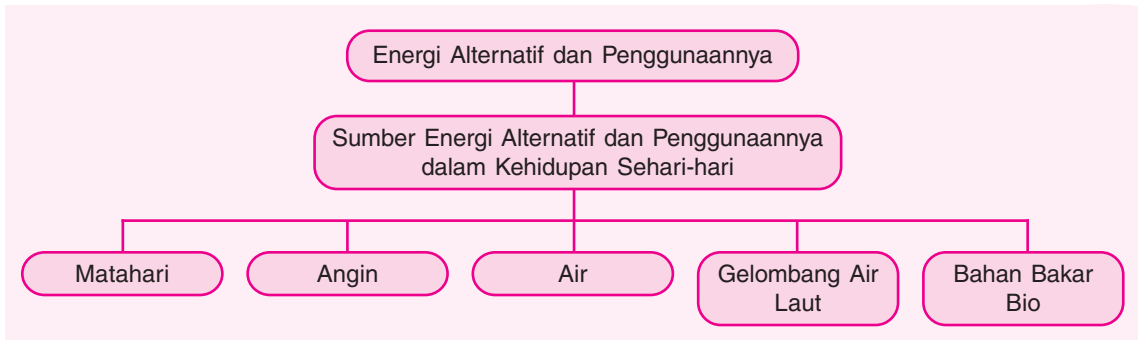 Energi Alternatif dan Penggunaannya
Sumber Energi Alternatif dan Penggunaannya
dalam Kehidupan Sehari-hari
Matahari
Angin
Air
Gelombang Air
Laut
Bahan Bakar
Bio